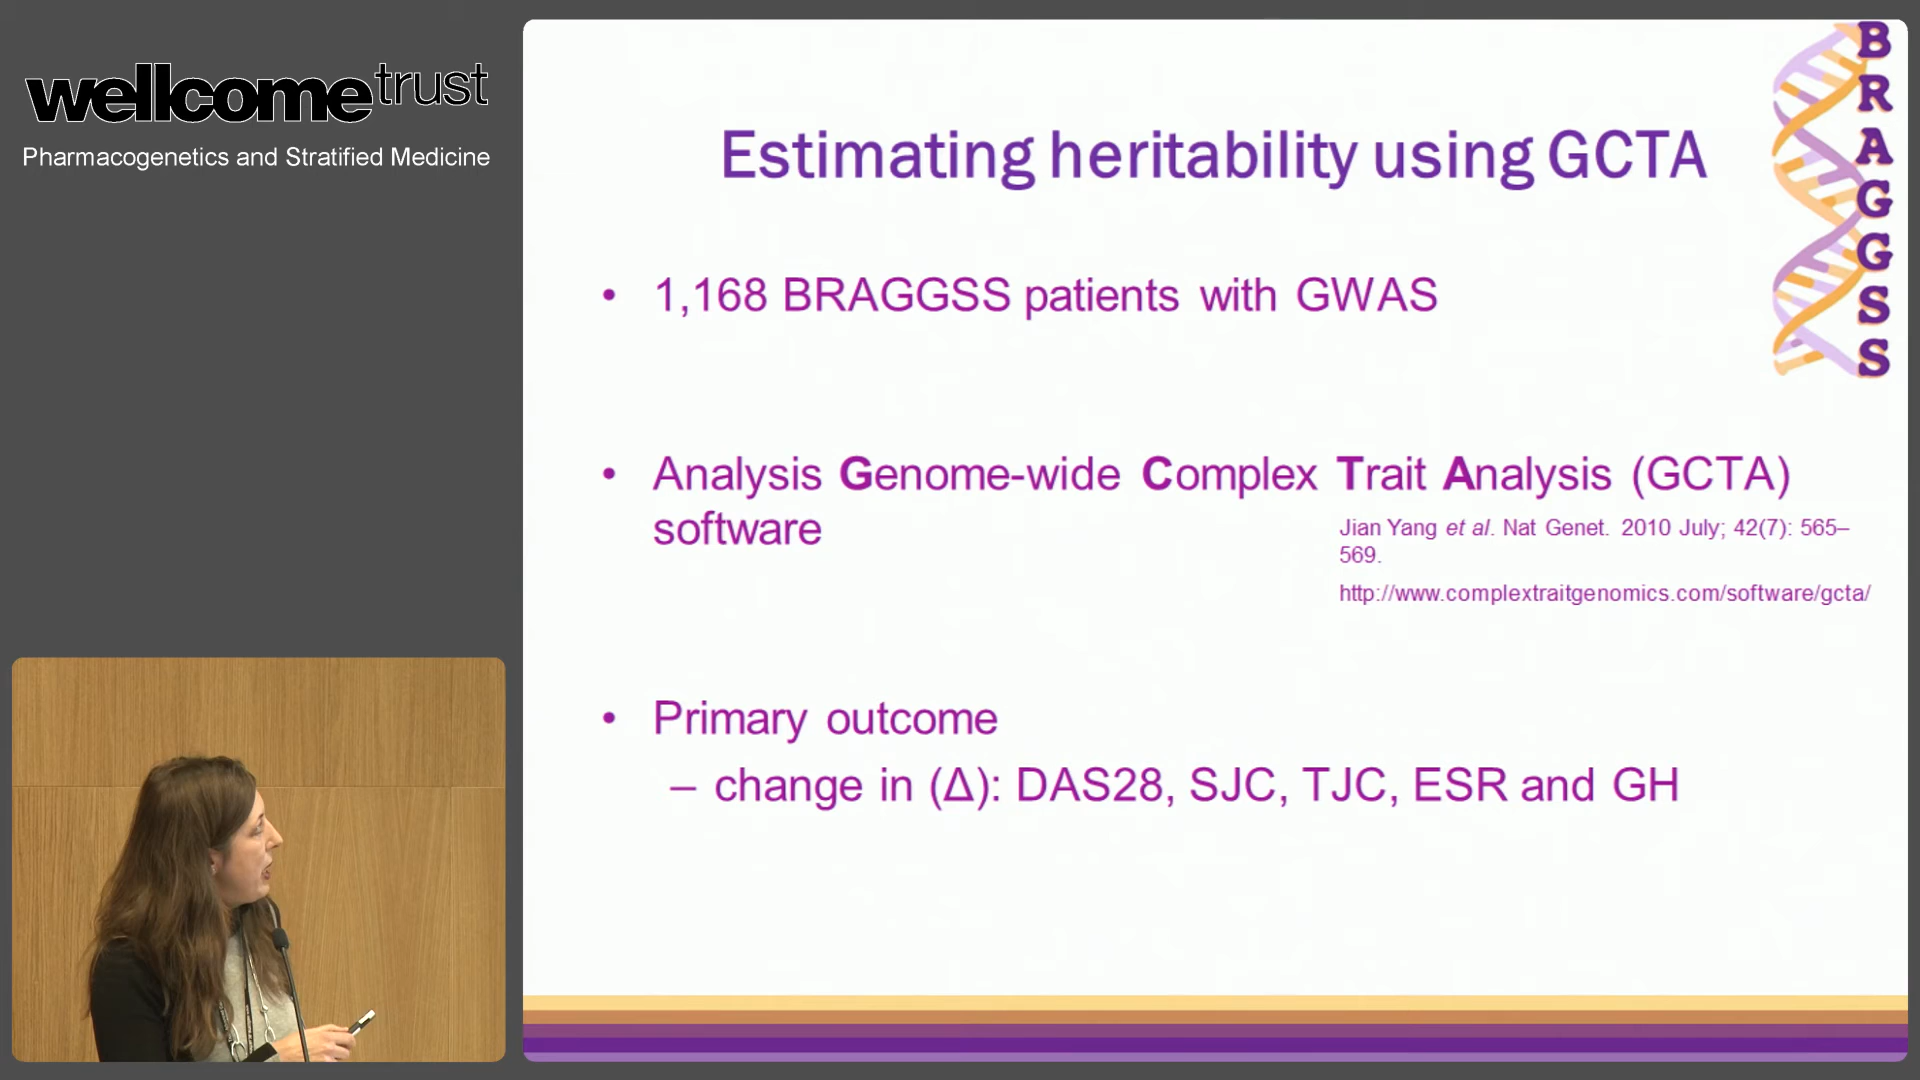 wellcometrust
Pharmacogenetics and Stratified Medicine
BRAGGSS
Estimating heritability using GCTA
• 1,168 BRAGGSS patients with GWAS
• Analysis Genome-wide Complex Trait Analysis (GCTA)
software
Jian Yang et al. Nat Genet. 2010 July; 42(7): 565–
569.
http://www.complextraitgenomics.com/software/gcta/
• Primary outcome
– change in (Δ): DAS28, SJC, TJC, ESR and GH